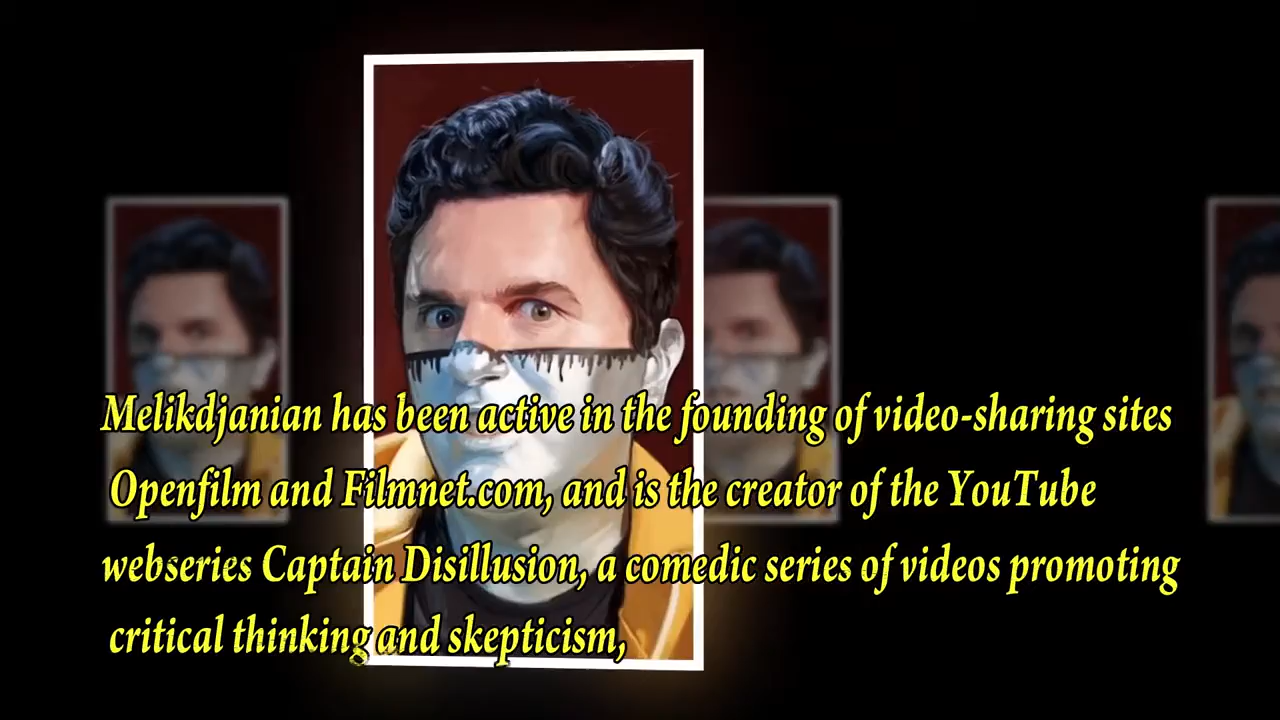 Melikdjanian has been active in the founding of video-sharing sites
Openfilm and Filmnet.com, and is the creator of the YouTube
webseries Captain Disillusion, a comedic series of videos promoting
critical thinking and skepticism,